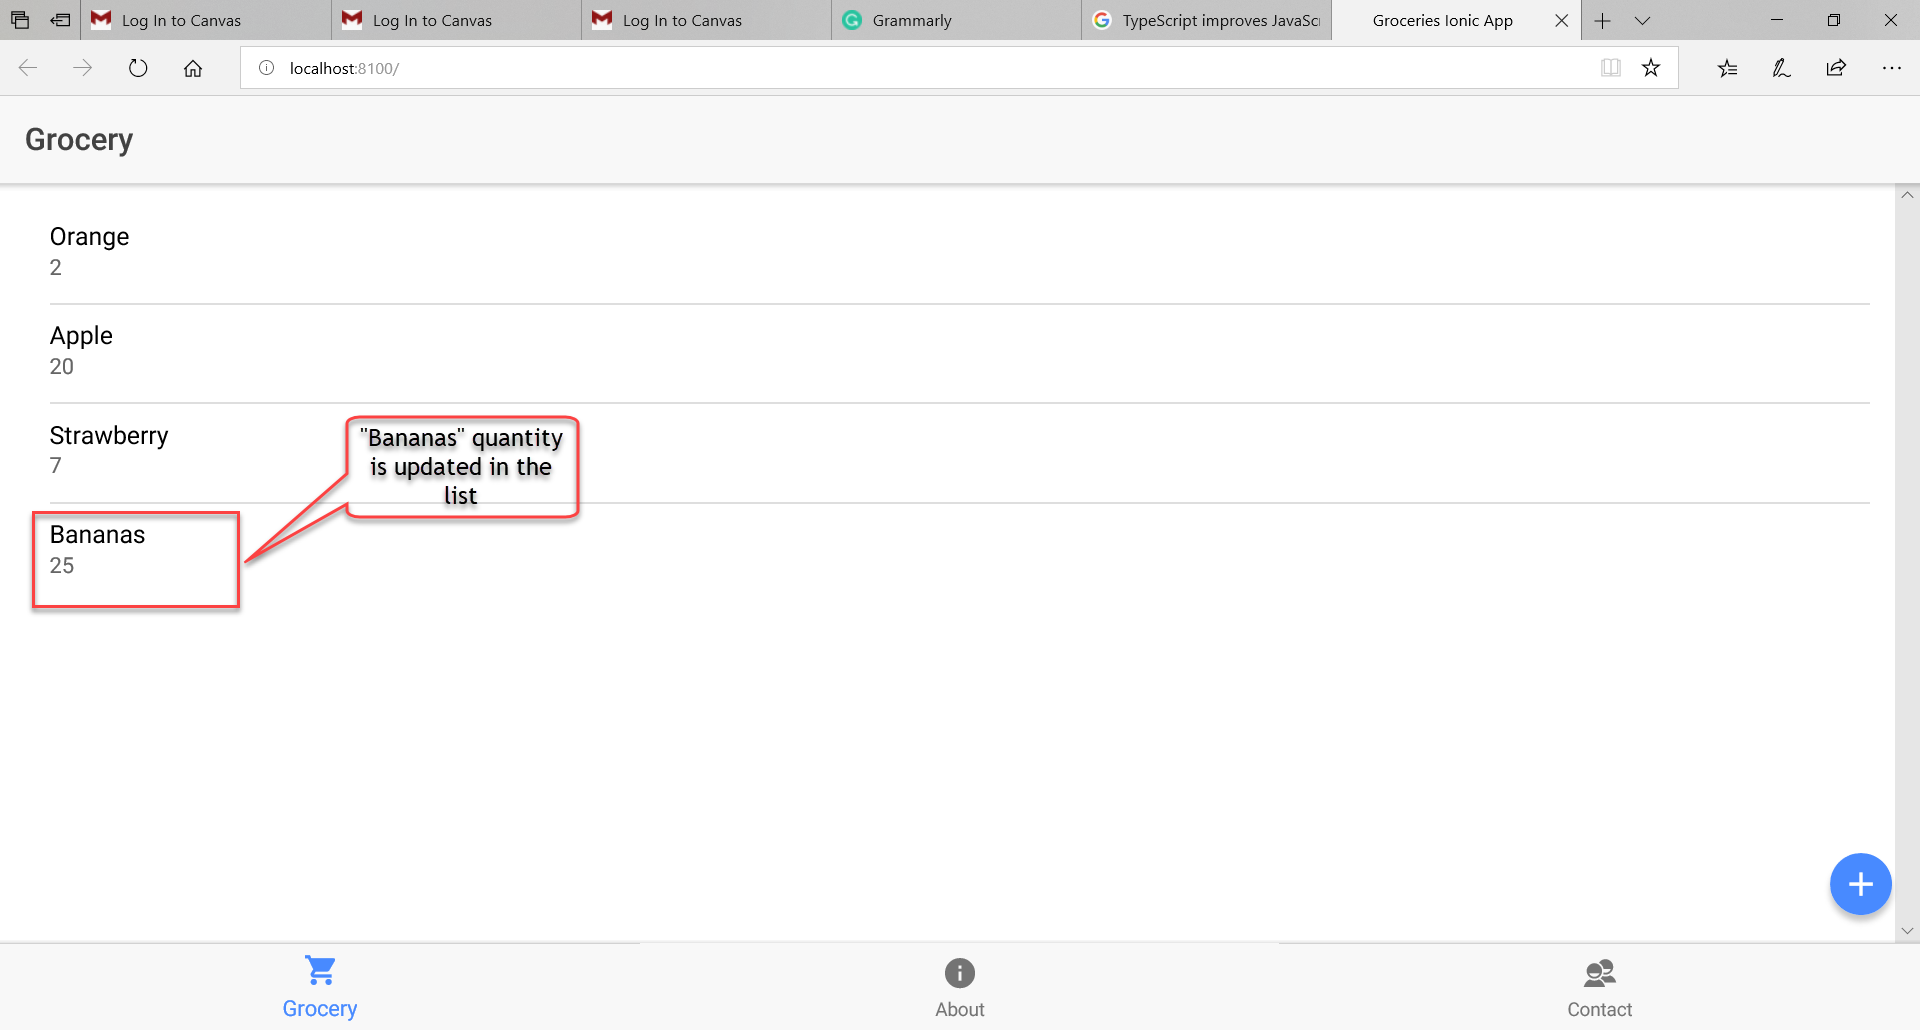 Log In to Canvas
Log In to Canvas
Log In to Canvas
Grammarly
TypeScript improves JavaSc
Groceries Ionic App
localhost:8100/
Grocery
Orange
2
Apple
20
Strawberry
7
"Bananas" quantity
is updated in the
list
Bananas
25
Grocery
About
Contact